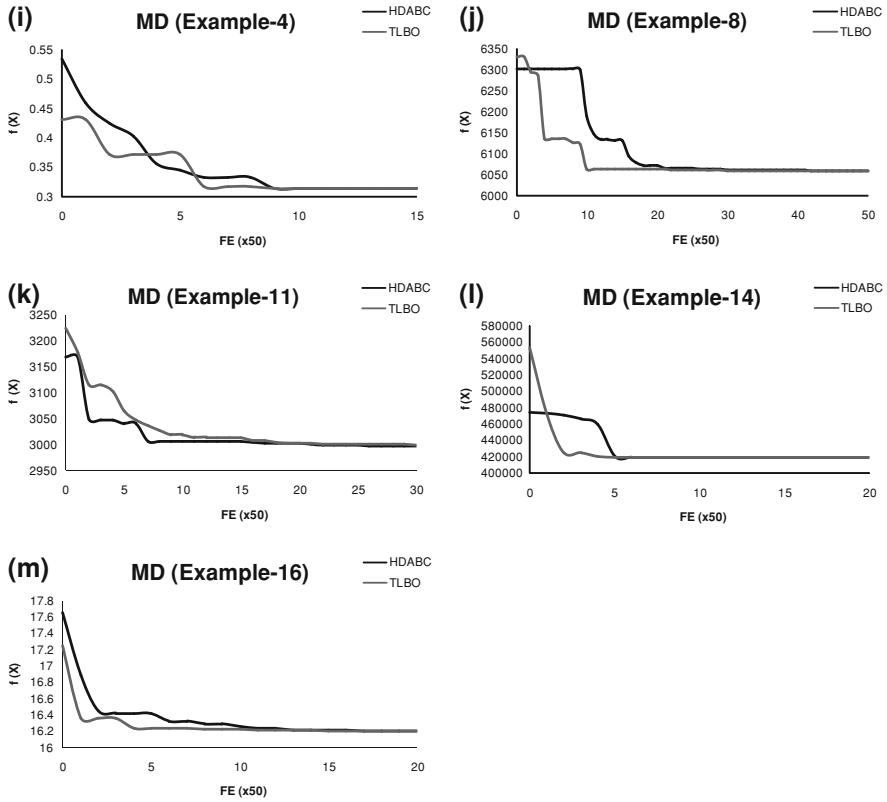 (i)
MD (Example-4)
HDABC
TLBO
f (X)
0.55
0.5
0.45
0.4
0.35
0.3
0
5
10
15
FE (x50)
(j)
MD (Example-8)
HDABC
TLBO
f (X)
6350
6300
6250
6200
6150
6100
6050
6000
0
10
20
30
40
50
FE (x50)
(k)
MD (Example-11)
HDABC
TLBO
f (X)
3250
3200
3150
3100
3050
3000
2950
0
5
10
15
20
25
30
FE (x50)
(l)
MD (Example-14)
HDABC
TLBO
f (X)
580000
560000
540000
520000
500000
480000
460000
440000
420000
400000
0
5
10
15
20
FE (x50)
(m)
MD (Example-16)
HDABC
TLBO
f (X)
17.8
17.6
17.4
17.2
17
16.8
16.6
16.4
16.2
16
0
5
10
15
20
FE (x50)